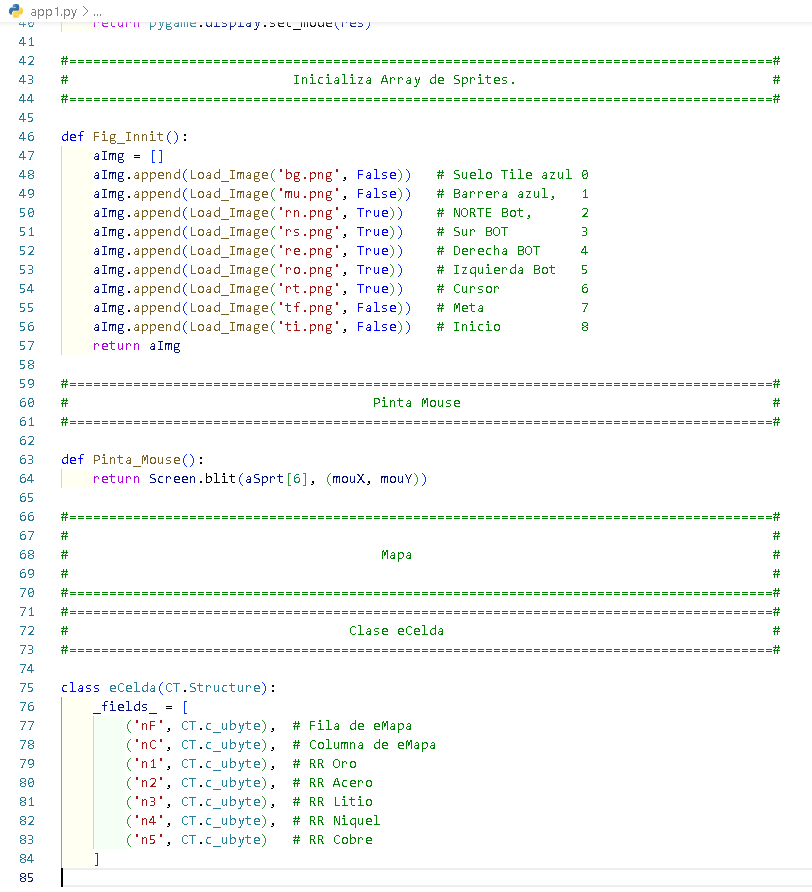 app1.py > ...
40 return pygame.display.set_mode(res)
41
42 #========================================================================================#
43 # Inicializa Array de Sprites. #
44 #========================================================================================#
45
46 def Fig_Innit():
47 aImg = []
48 aImg.append(Load_Image('bg.png', False)) # Suelo Tile azul 0
49 aImg.append(Load_Image('mu.png', False)) # Barrera azul, 1
50 aImg.append(Load_Image('rn.png', True)) # NORTE Bot, 2
51 aImg.append(Load_Image('rs.png', True)) # Sur BOT 3
52 aImg.append(Load_Image('re.png', True)) # Derecha BOT 4
53 aImg.append(Load_Image('ro.png', True)) # Izquierda Bot 5
54 aImg.append(Load_Image('rt.png', True)) # Cursor 6
55 aImg.append(Load_Image('tf.png', False)) # Meta 7
56 aImg.append(Load_Image('ti.png', False)) # Inicio 8
57 return aImg
58
59 #========================================================================================#
60 # Pinta Mouse #
61 #========================================================================================#
62
63 def Pinta_Mouse():
64 return Screen.blit(aSprt[6], (mouX, mouY))
65
66 #========================================================================================#
67 # #
68 # Mapa #
69 # #
70 #========================================================================================#
71 #========================================================================================#
72 # Clase eCelda #
73 #========================================================================================#
74
75 class eCelda(CT.Structure):
76 _fields_ = [
77 ('nF', CT.c_ubyte), # Fila de eMapa
78 ('nC', CT.c_ubyte), # Columna de eMapa
79 ('n1', CT.c_ubyte), # RR Oro
80 ('n2', CT.c_ubyte), # RR Acero
81 ('n3', CT.c_ubyte), # RR Litio
82 ('n4', CT.c_ubyte), # RR Niquel
83 ('n5', CT.c_ubyte) # RR Cobre
84 ]
85